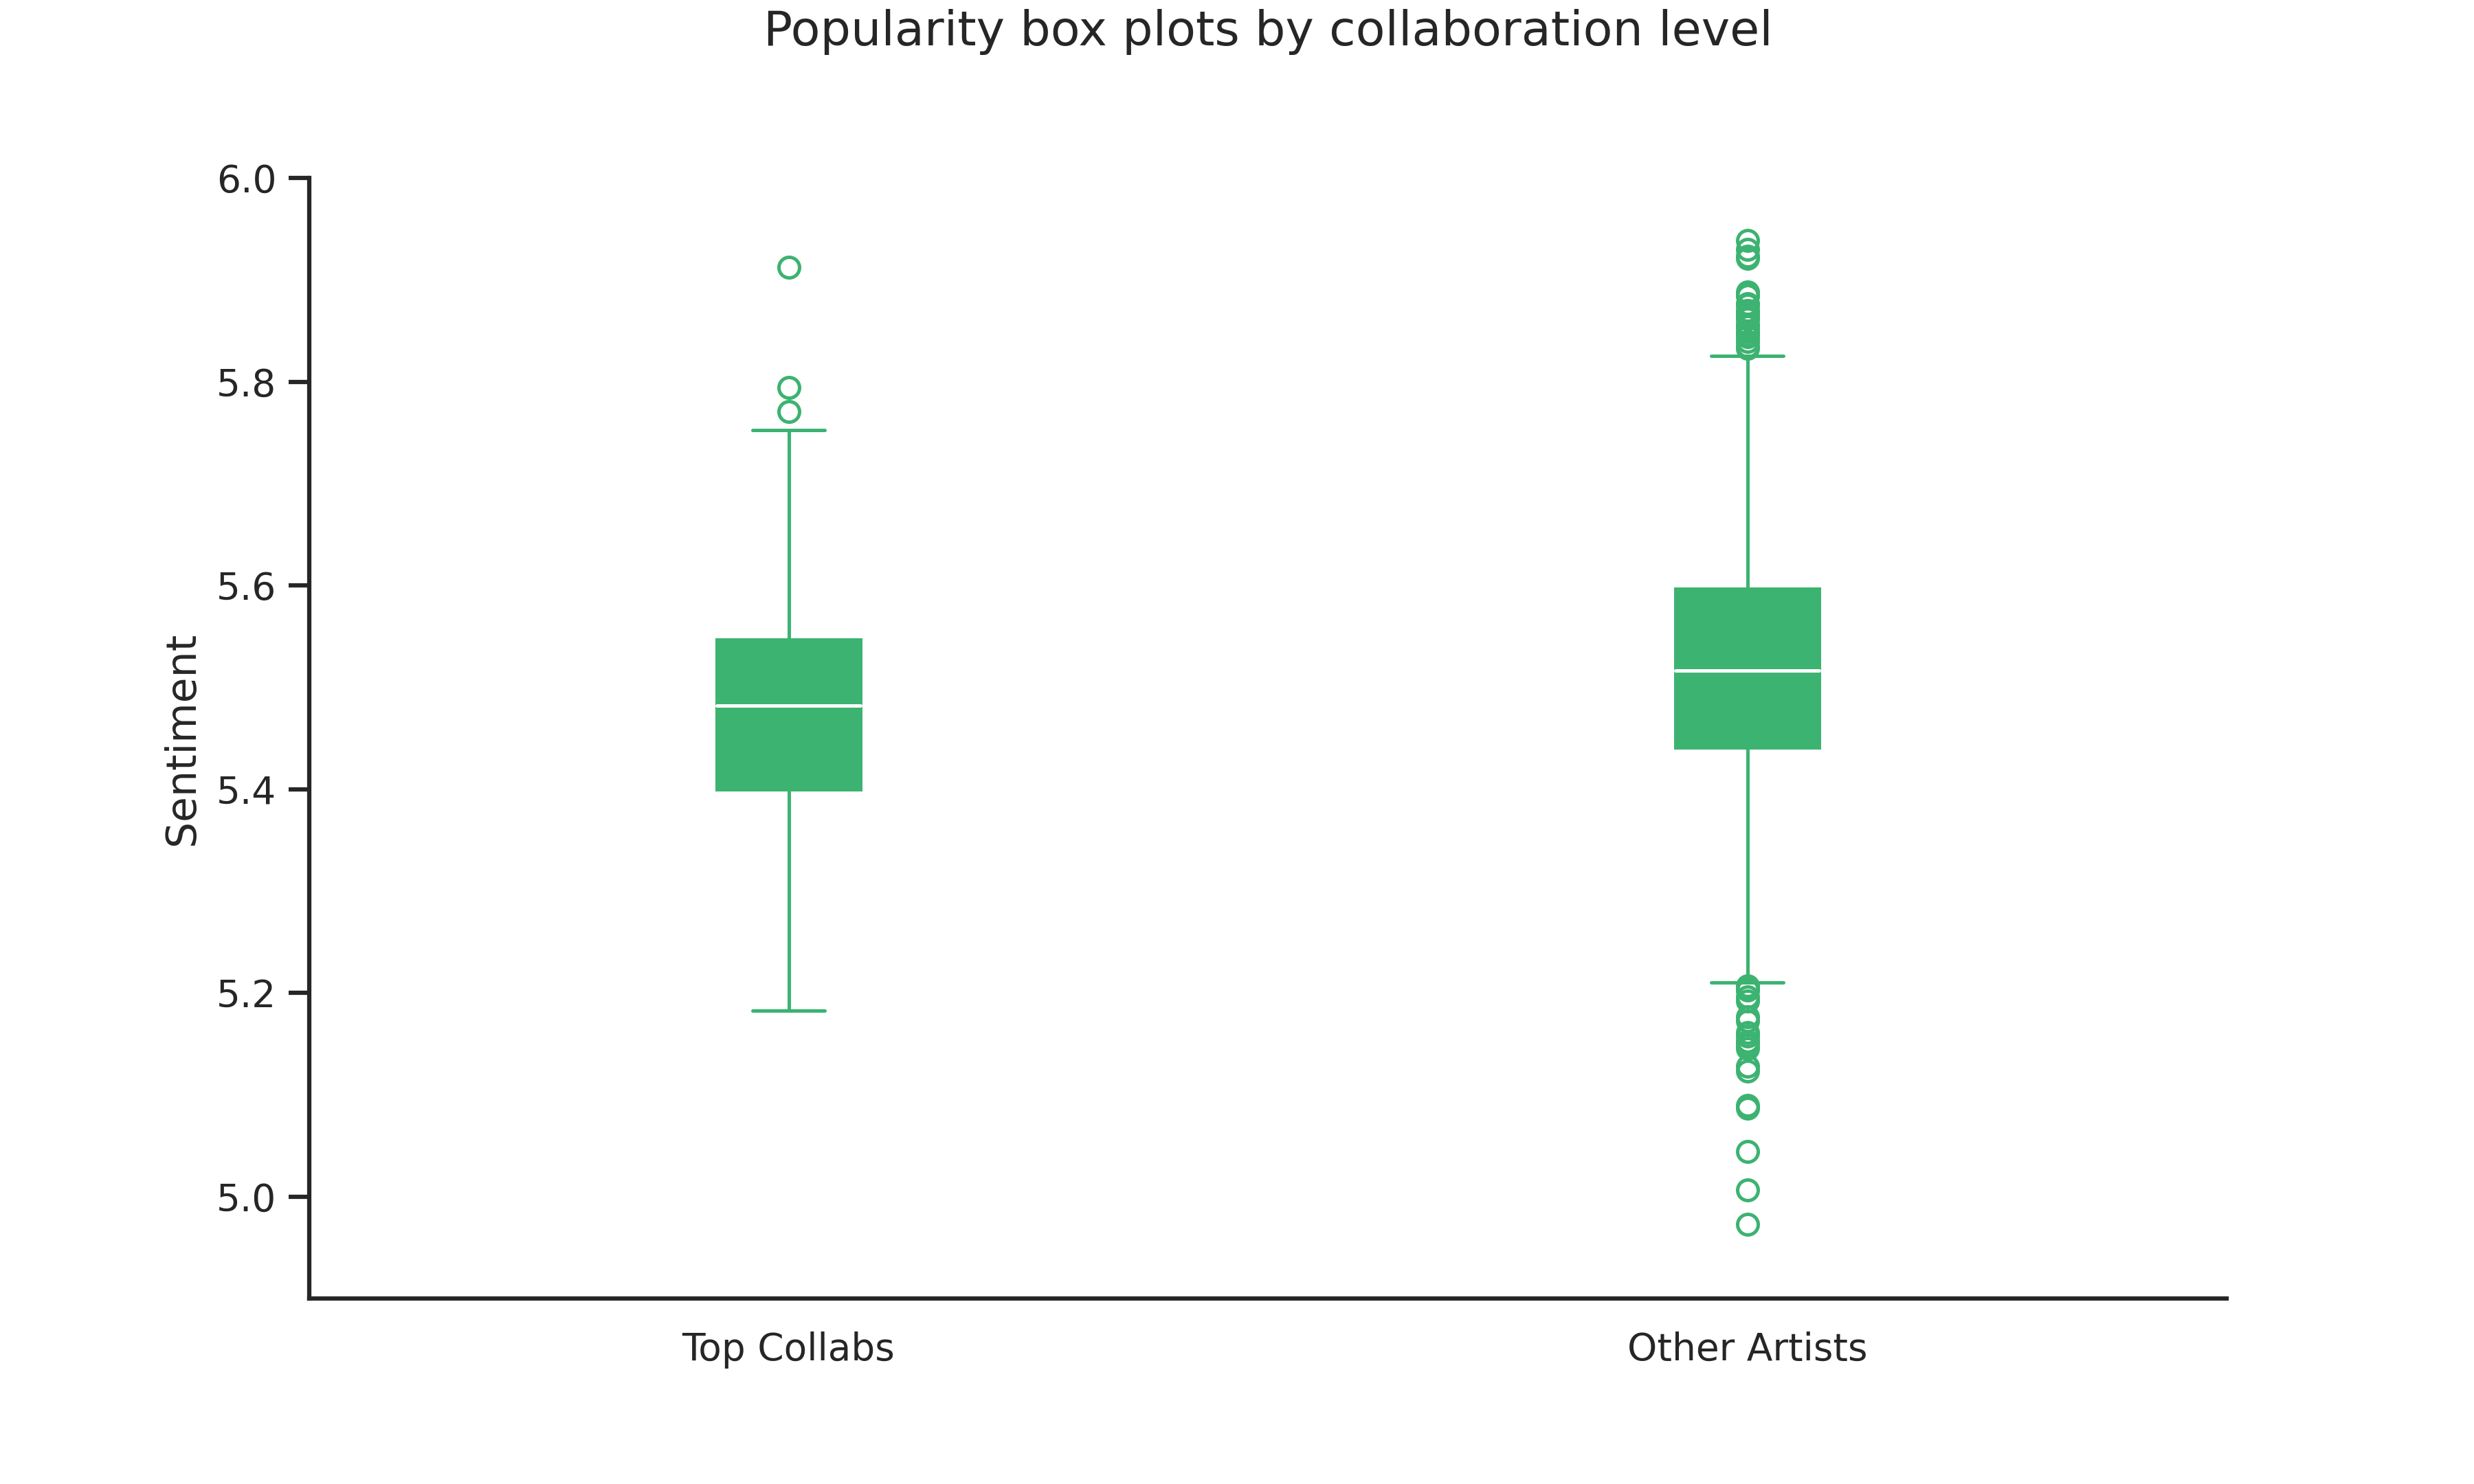 Popularity box plots by collaboration level
6.0
5.8
5.6
5.4
5.2
5.0
Sentiment
Top Collabs
Other Artists